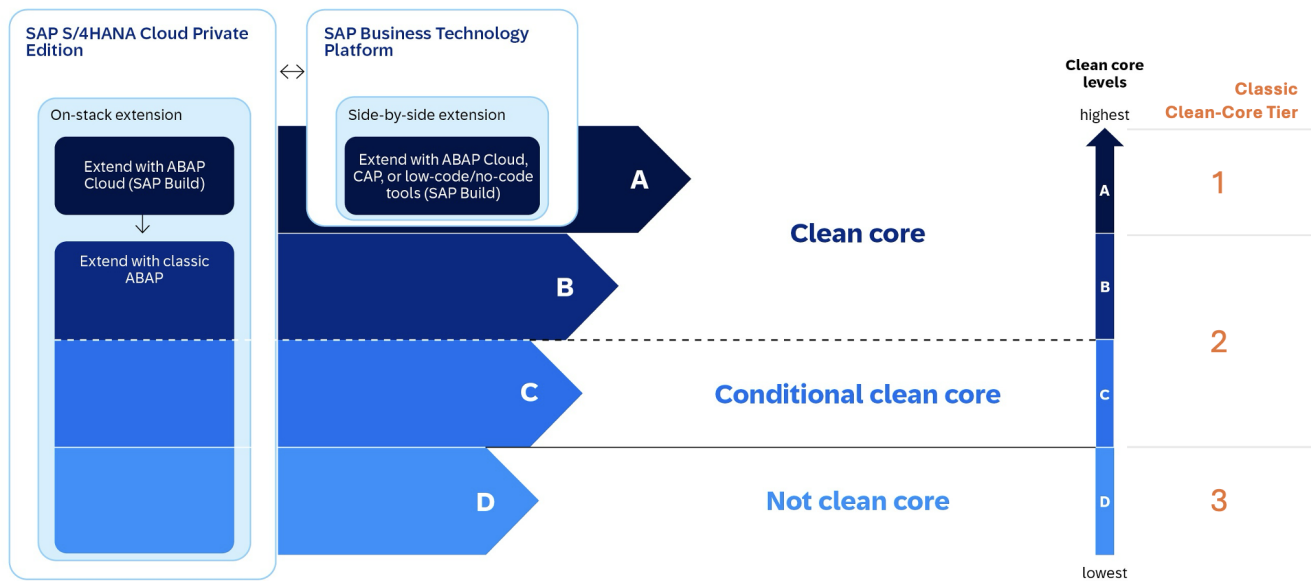 SAP S/4HANA Cloud Private
Edition
SAP Business Technology
Platform
On-stack extension
Extend with ABAP
Cloud (SAP Build)
Extend with classic
ABAP
Side-by-side extension
Extend with ABAP Cloud,
CAP, or low-code/no-code
tools (SAP Build)
A
B
C
D
Clean core
Conditional clean core
Not clean core
Clean core
levels
highest
A
B
C
D
lowest
Classic
Clean-Core Tier
1
2
3